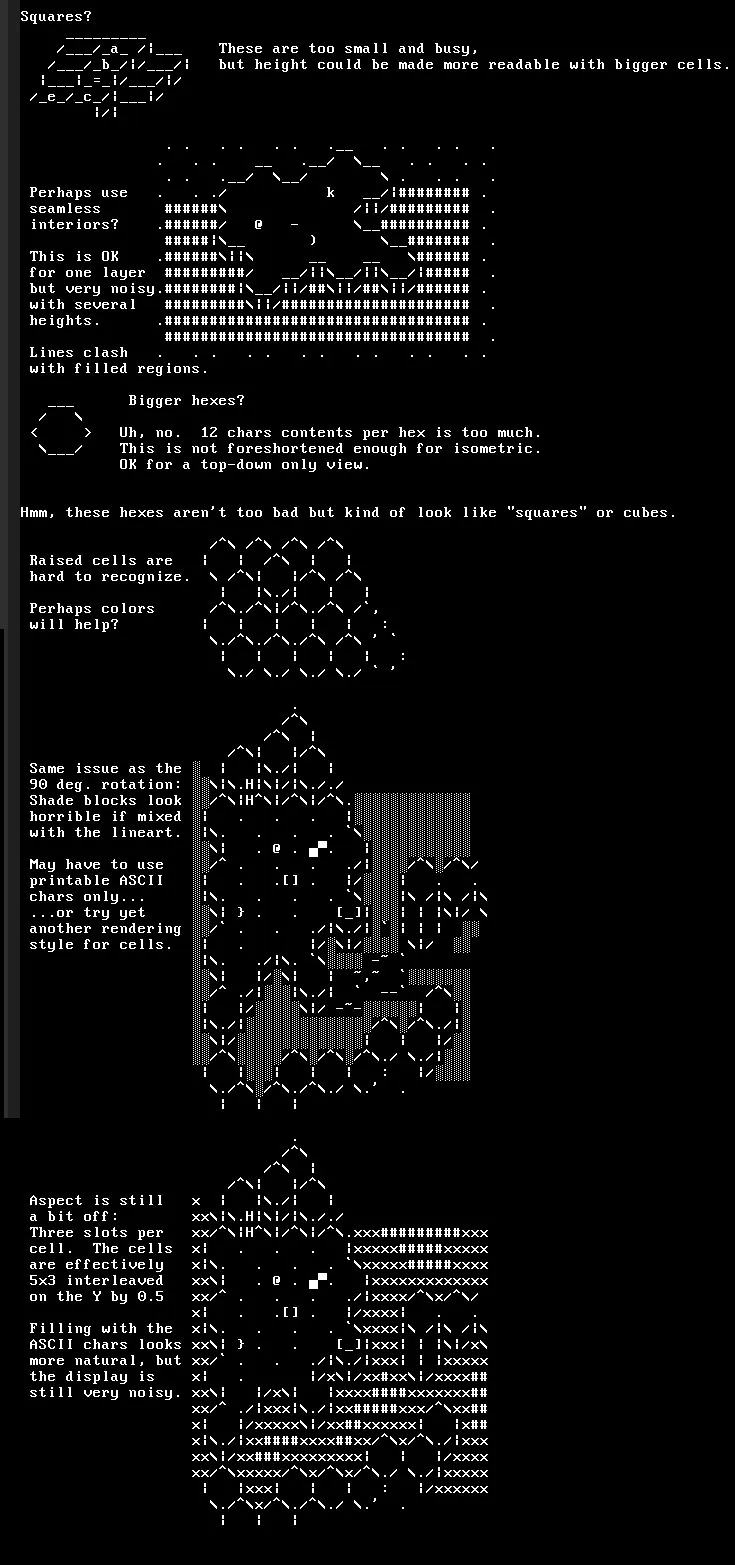 Squares?
These are too small and busy,
but height could be made more readable with bigger cells.
Perhaps use
seamless
interiors?
This is OK
for one layer
but very noisy
with several
heights.
Lines clash
with filled regions.
Bigger hexes?
Uh, no.  12 chars contents per hex is too much.
This is not foreshortened enough for isometric.
OK for a top-down only view.
Hmm, these hexes aren't too bad but kind of look like "squares" or cubes.
Raised cells are
hard to recognize.
Perhaps colors
will help?
Same issue as the
90 deg. rotation:
Shade blocks look
horrible if mixed
with the lineart.
May have to use
printable ASCII
chars only...
...or try yet
another rendering
style for cells.
Aspect is still
a bit off:
Three slots per
cell.  The cells
are effectively
5x3 interleaved
on the Y by 0.5
Filling with the
ASCII chars looks
more natural, but
the display is
still very noisy.